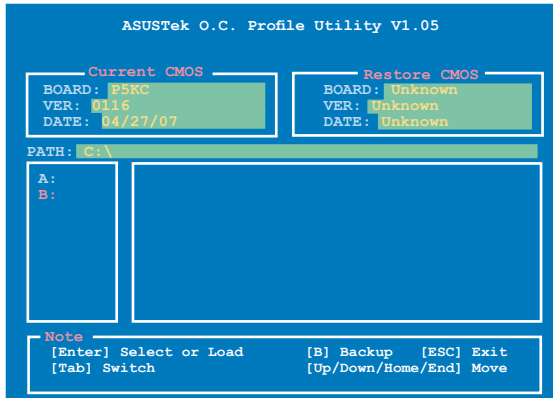 ASUSTek O.C. Profile Utility V1.05
Current CMOS
BOARD: P5KC
VER: 0116
DATE: 04/27/07
Restore CMOS
BOARD: Unknown
VER: Unknown
DATE: Unknown
PATH: C:\
A:
B:
Note
[Enter] Select or Load [B] Backup [ESC] Exit
[Tab] Switch [Up/Down/Home/End] Move